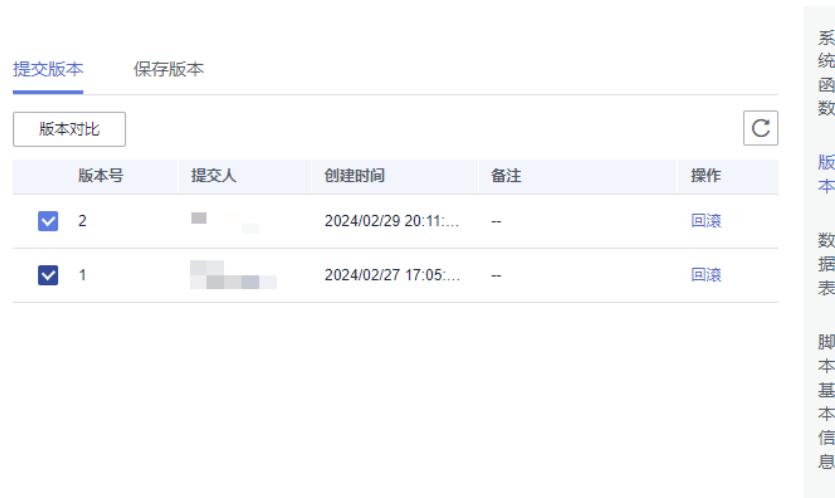 提交版本 保存版本
版本对比
版本号 提交人 创建时间 备注 操作
2 2024/02/29 20:11:... -- 回滚
1 2024/02/27 17:05:... -- 回滚
系统函数
版本
数据表
脚本基本信息